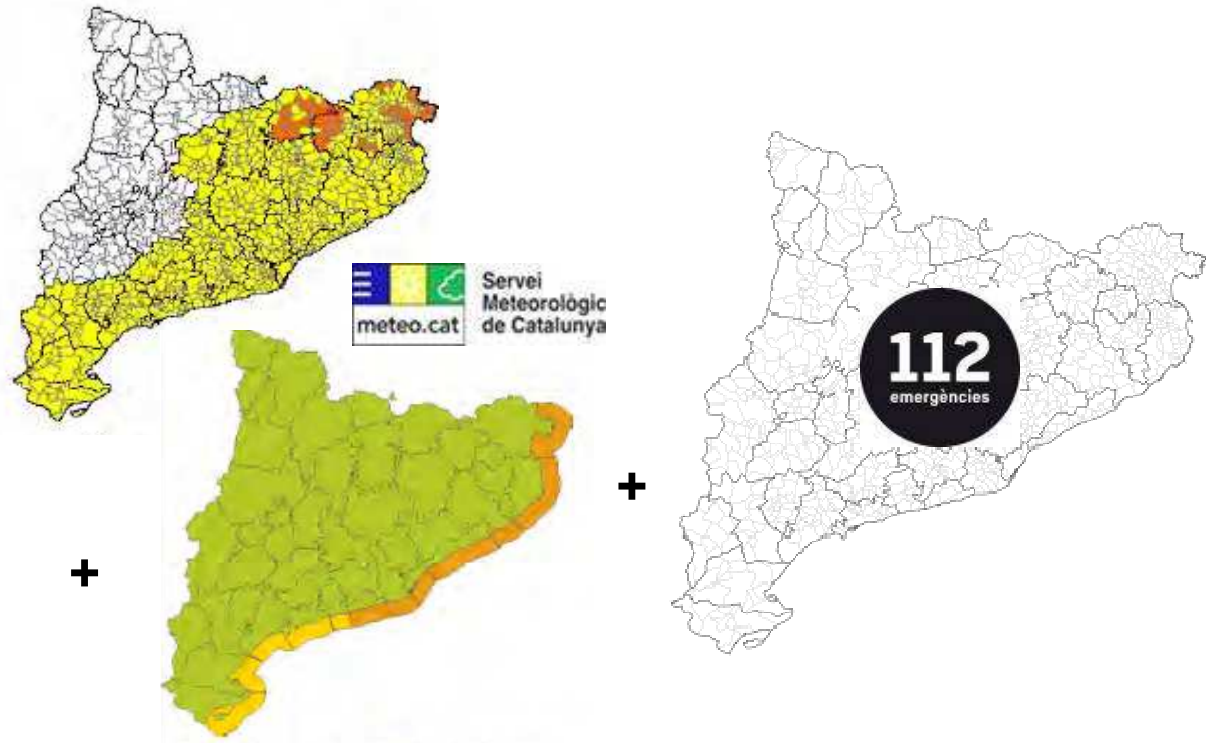 Servei
Meteorològic
de Catalunya
meteo.cat
112
emergències
+
+